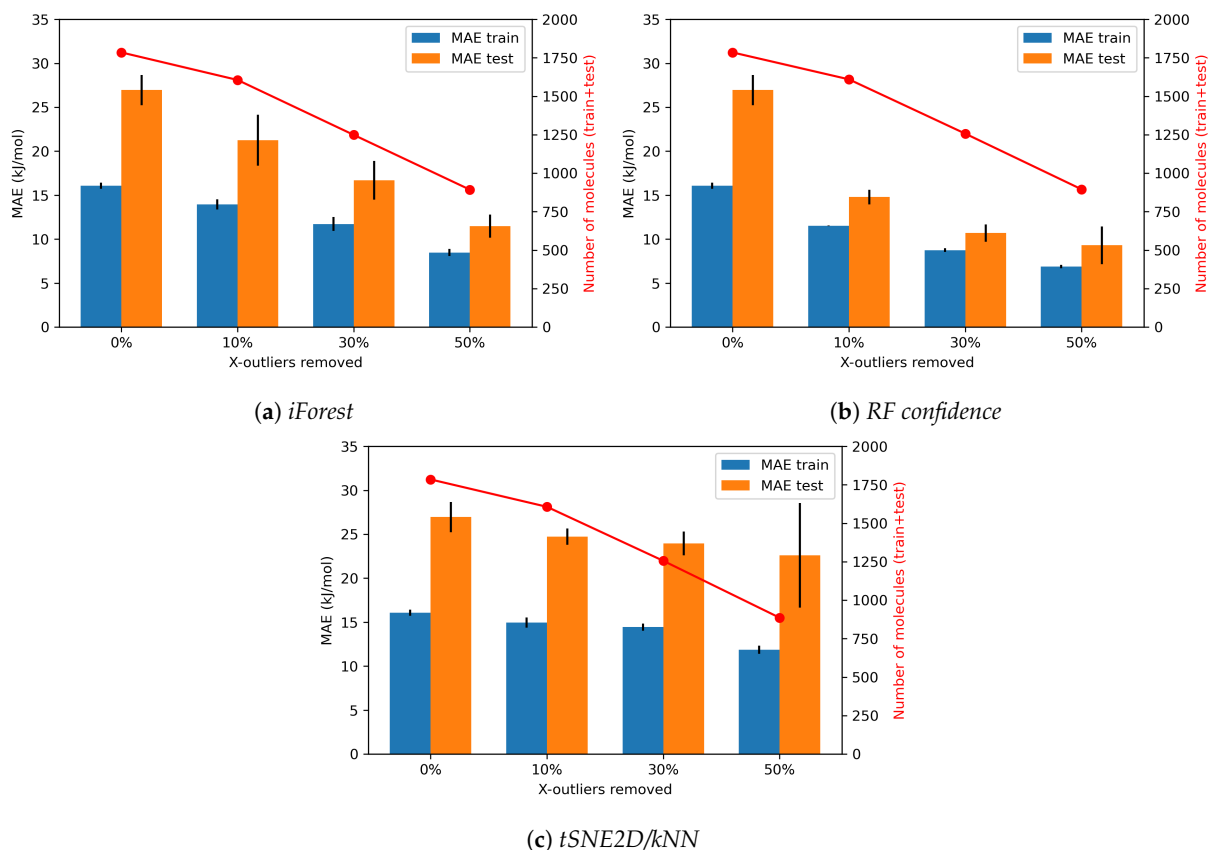 35
30
25
20
15
10
5
0
MAE (kJ/mol)
MAE train
MAE test
2000
1750
1500
1250
1000
750
500
250
0
Number of molecules (train+test)
0% 10% 30% 50%
X-outliers removed
(a) iForest
35
30
25
20
15
10
5
0
MAE (kJ/mol)
MAE train
MAE test
2000
1750
1500
1250
1000
750
500
250
0
Number of molecules (train+test)
0% 10% 30% 50%
X-outliers removed
(b) RF confidence
35
30
25
20
15
10
5
0
MAE (kJ/mol)
MAE train
MAE test
2000
1750
1500
1250
1000
750
500
250
0
Number of molecules (train+test)
0% 10% 30% 50%
X-outliers removed
(c) tSNE2D/kNN